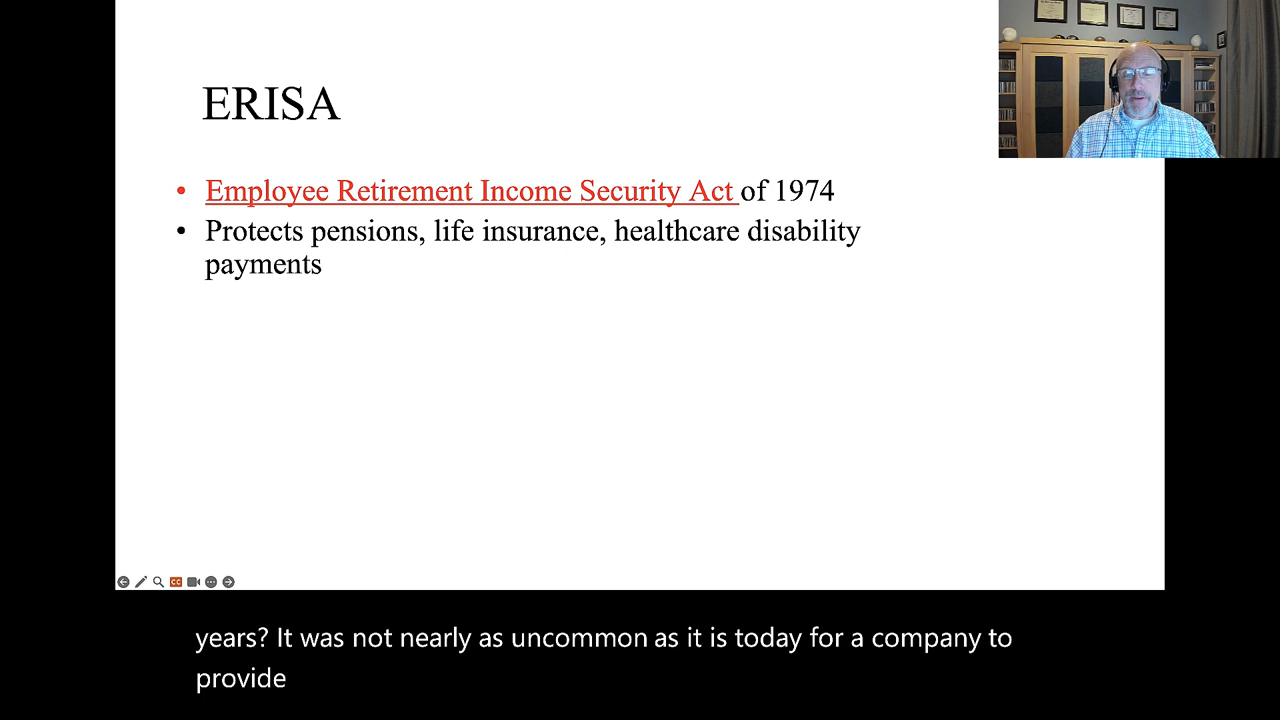 ERISA
• Employee Retirement Income Security Act of 1974
• Protects pensions, life insurance, healthcare disability
payments
CC
years? It was not nearly as uncommon as it is today for a company to
provide